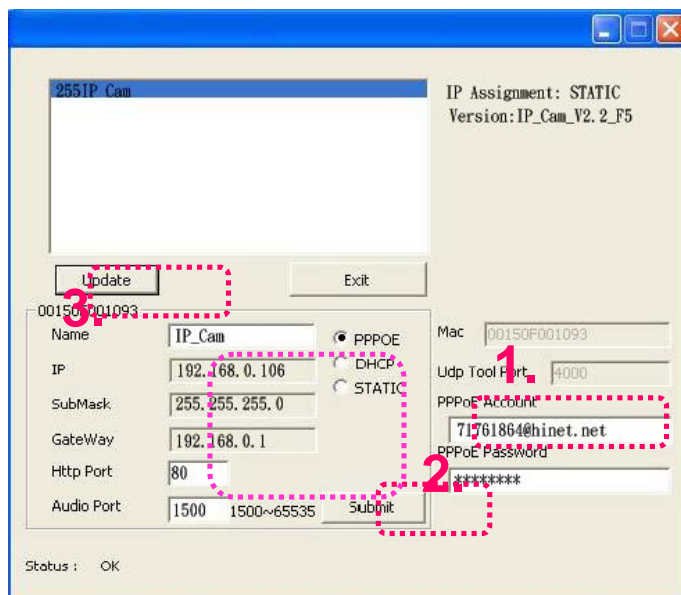 255IP Cam
IP Assignment: STATIC
Version:IP_Cam_V2.2_F5
Update
Exit
3.
00150F001093
Name
IP_Cam
PPPOE
IP
192.168.0.106
DHCP
SubMask
255.255.255.0
STATIC
GateWay
192.168.0.1
Http Port
80
Audio Port
1500
1500~65535
Submit
Mac
00150F001093
1.
Udp Tool Port
4000
PPPoE Account
71761864@hinet.net
2.
PPPoE Password
********
Status : OK